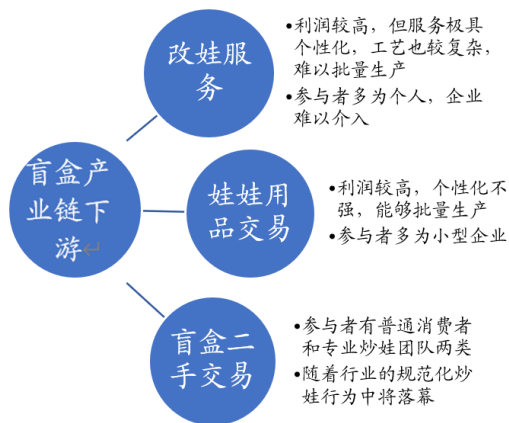 改娃服
务
•利润较高，但服务极具
个性化，工艺也较复杂，
难以批量生产
•参与者多为个人，企业
难以介入
盲盒产
业链下
游↵
娃娃用
品交易
•利润较高，个性化不
强，能够批量生产
•参与者多为小型企业
盲盒二
手交易
•参与者有普通消费者
和专业炒娃团队两类
•随着行业的规范化炒
娃行为中将落幕